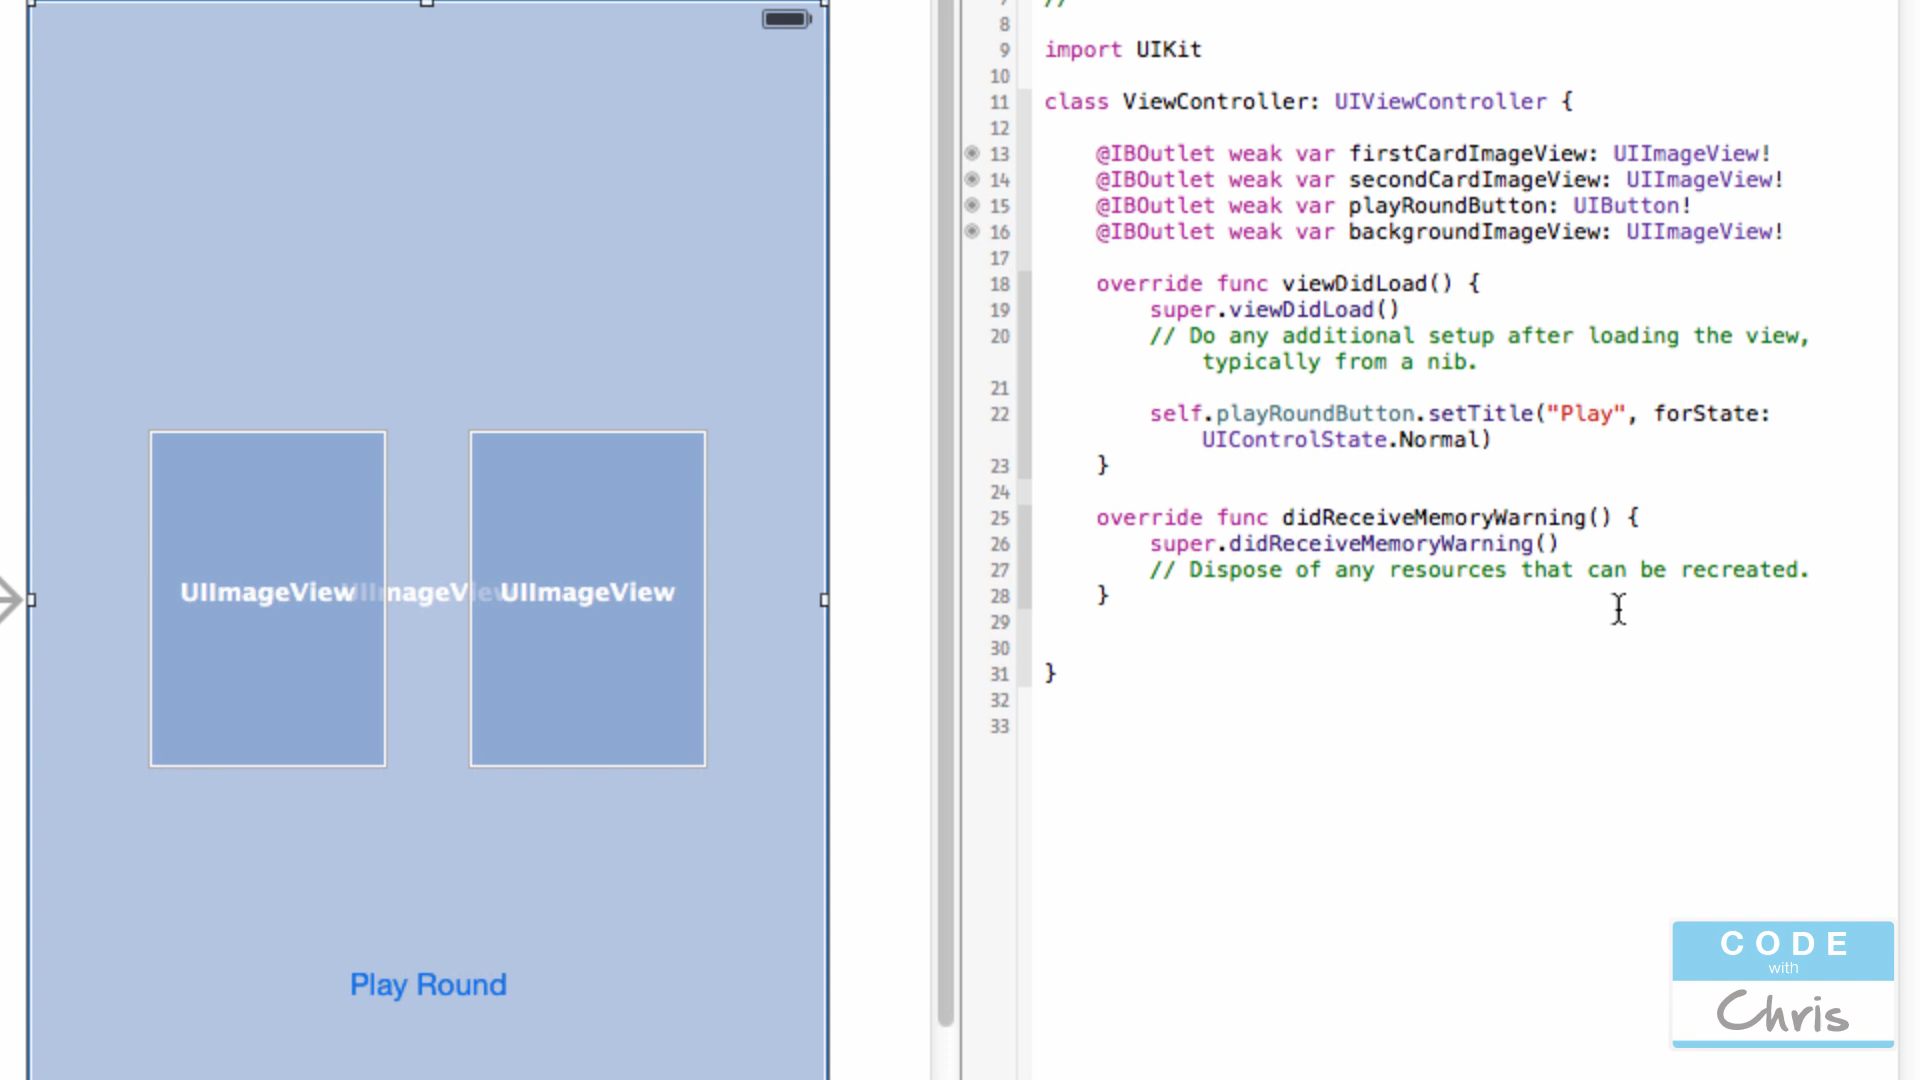 UIImageView
UIImageView
Play Round
7 //
8
9 import UIKit
10
11 class ViewController: UIViewController {
12
13 @IBOutlet weak var firstCardImageView: UIImageView!
14 @IBOutlet weak var secondCardImageView: UIImageView!
15 @IBOutlet weak var playRoundButton: UIButton!
16 @IBOutlet weak var backgroundImageView: UIImageView!
17
18 override func viewDidLoad() {
19 super.viewDidLoad()
20 // Do any additional setup after loading the view,
typically from a nib.
21
22 self.playRoundButton.setTitle("Play", forState:
UIControlState.Normal)
23 }
24
25 override func didReceiveMemoryWarning() {
26 super.didReceiveMemoryWarning()
27 // Dispose of any resources that can be recreated.
28 }
29
30
31 }
32
33
CODE
with
Chris